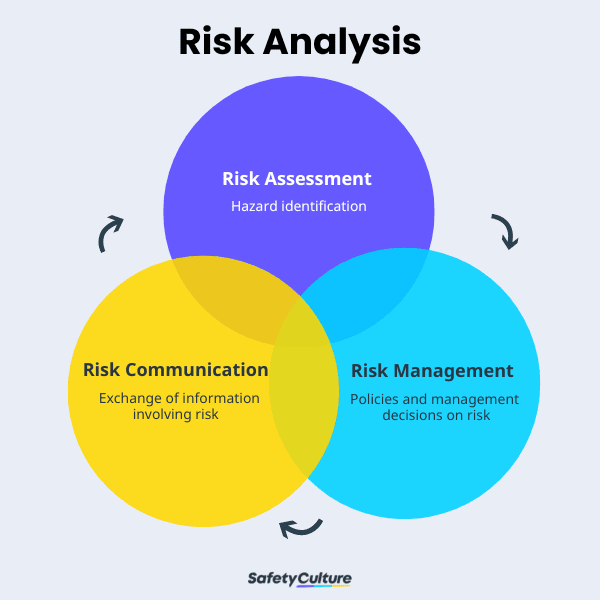 Risk Analysis
Risk Assessment
Hazard identification
Risk Communication
Exchange of information
involving risk
Risk Management
Policies and management
decisions on risk
SafetyCulture